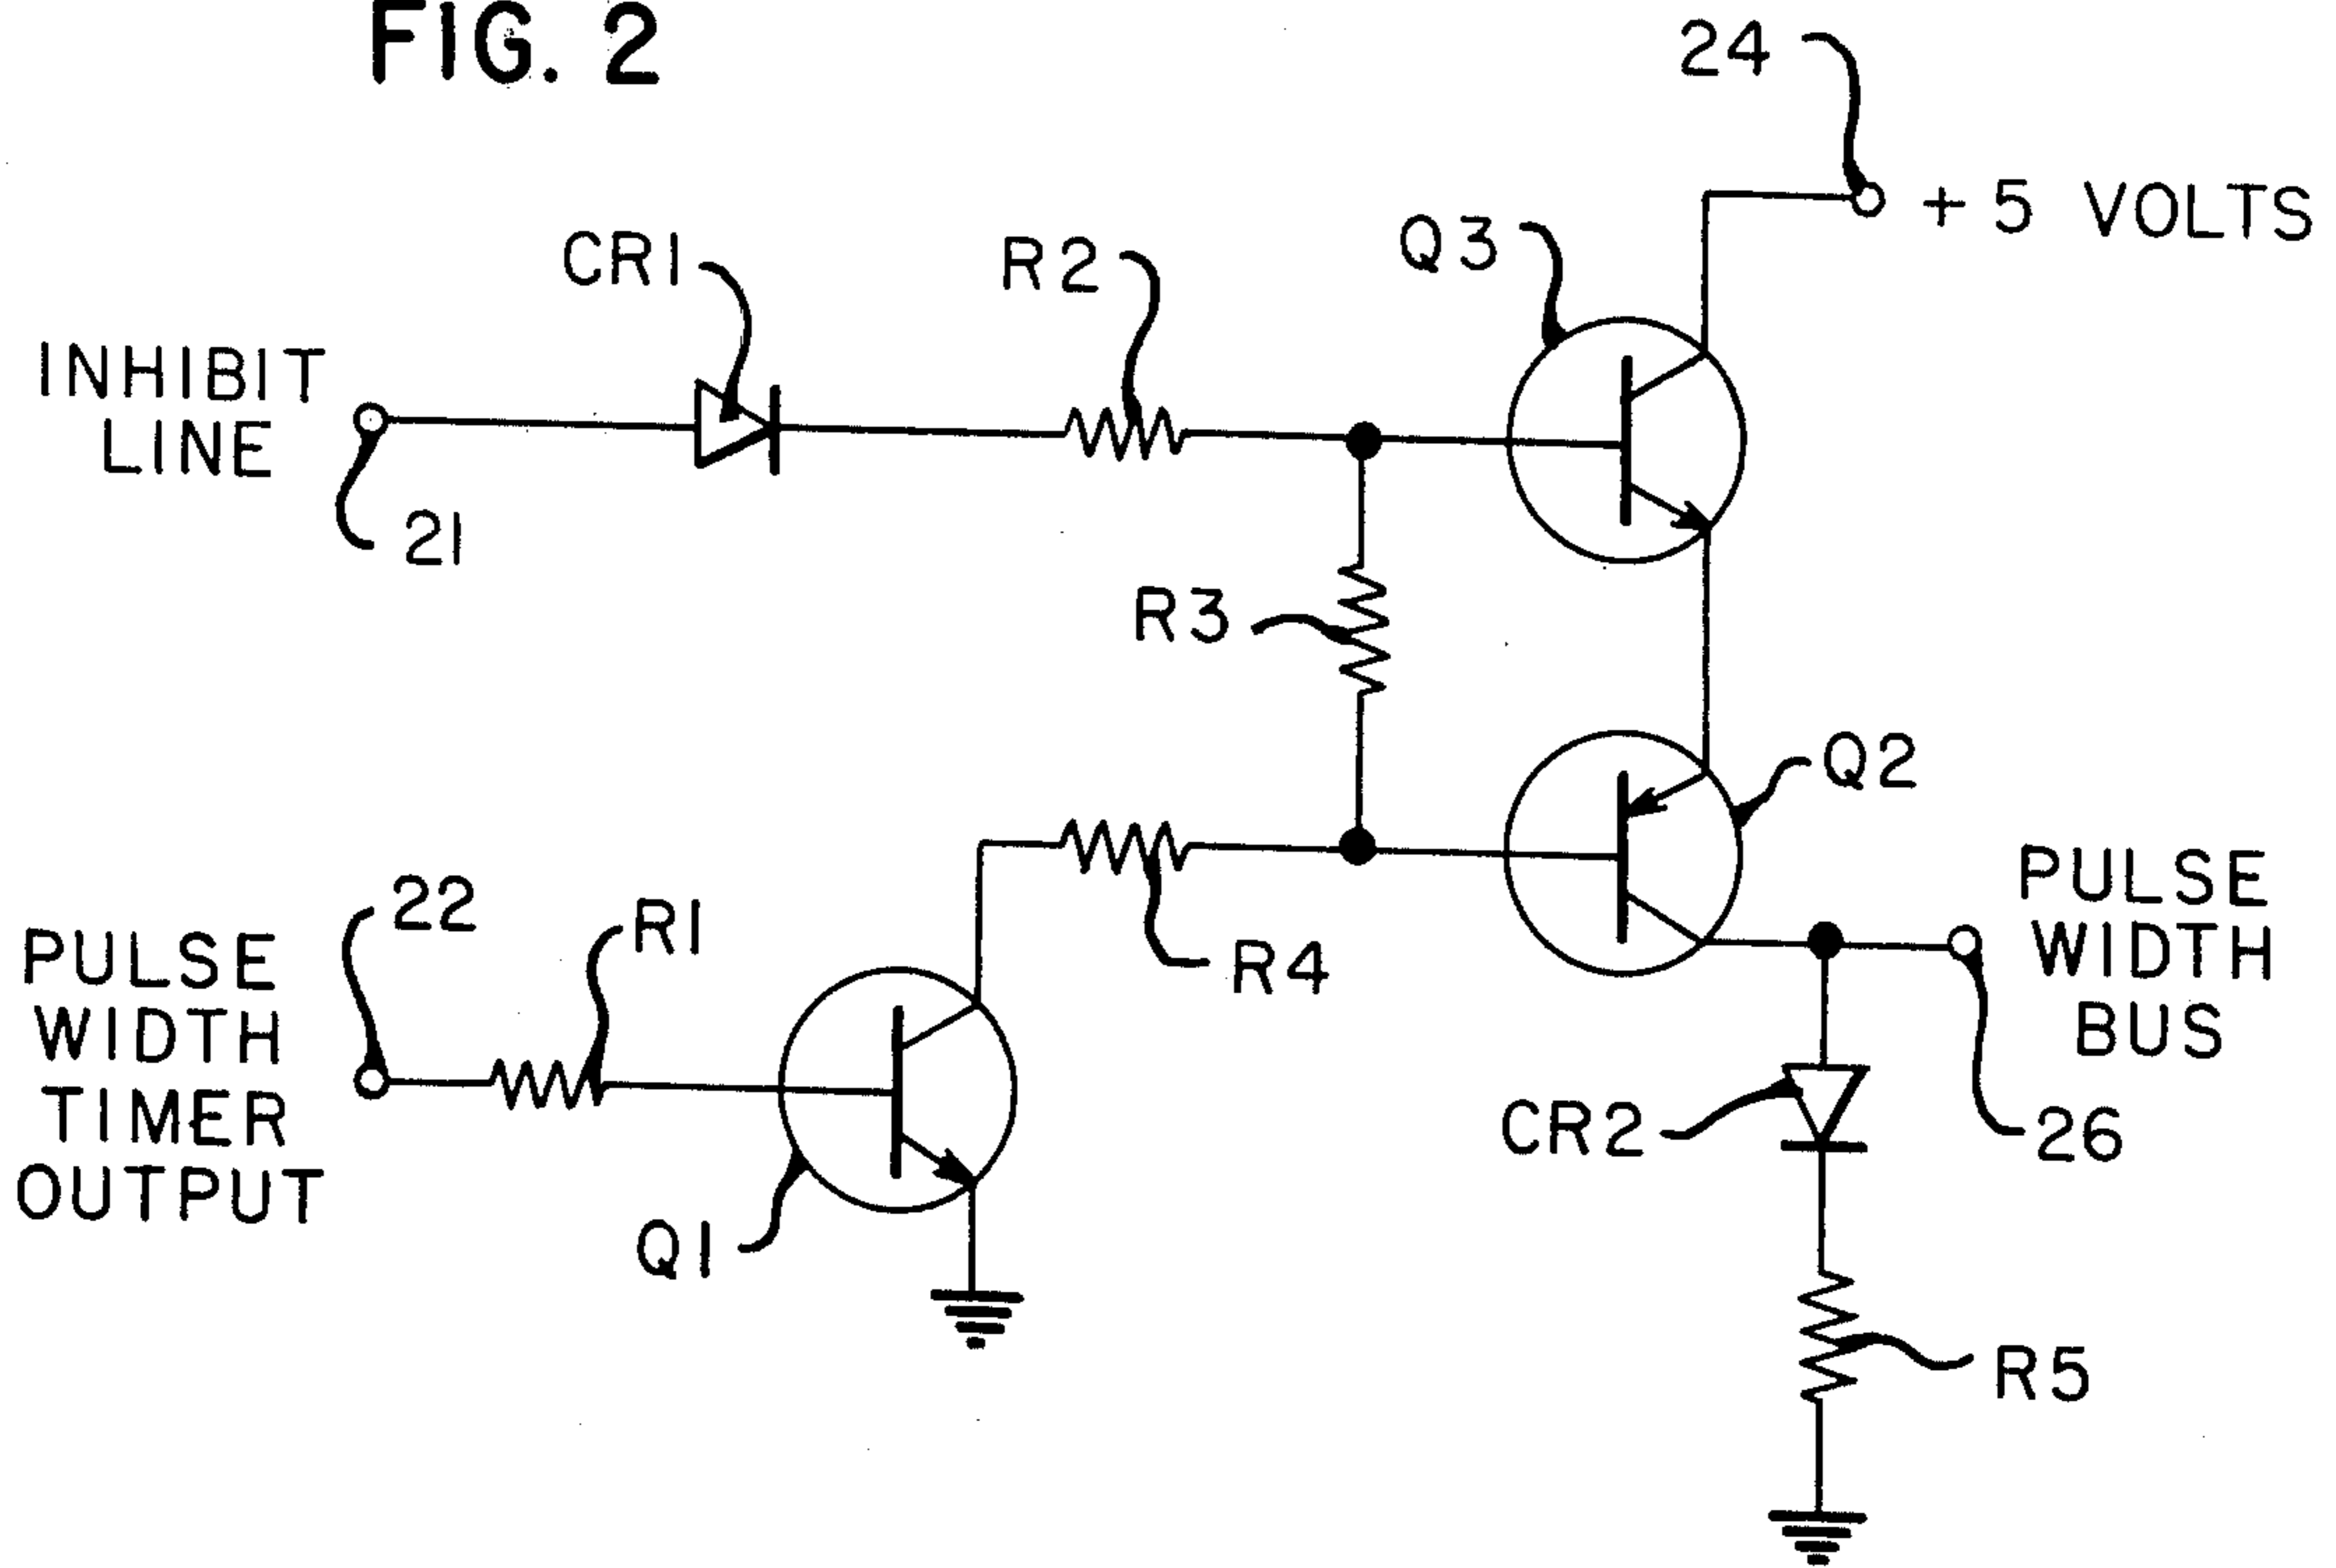 FIG. 2
24
+ 5 VOLTS
Q3
CR1
R2
INHIBIT
LINE
21
R3
Q2
PULSE
WIDTH
BUS
22
R1
R4
PULSE
WIDTH
TIMER
OUTPUT
CR2
26
Q1
R5